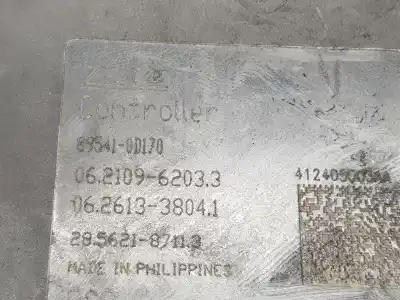 Controller
89541-0D170
06.2109-6203.3
06.2613-3804.1
28.5621-8711.3
MADE IN PHILIPPINES